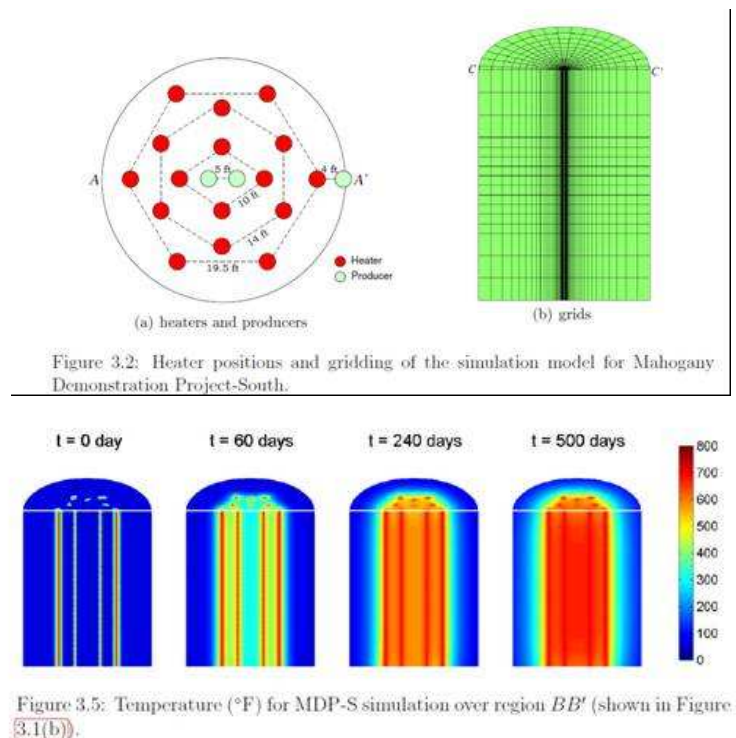 C C'
5 ft
4 ft
A A'
10 ft
14 ft
19.5 ft
Heater
Producer
(a) heaters and producers
(b) grids
Figure 3.2: Heater positions and gridding of the simulation model for Mahogany
Demonstration Project-South.
t = 0 day t = 60 days t = 240 days t = 500 days
800
700
600
500
400
300
200
100
0
Figure 3.5: Temperature (°F) for MDP-S simulation over region BB' (shown in Figure
3.1(b)).